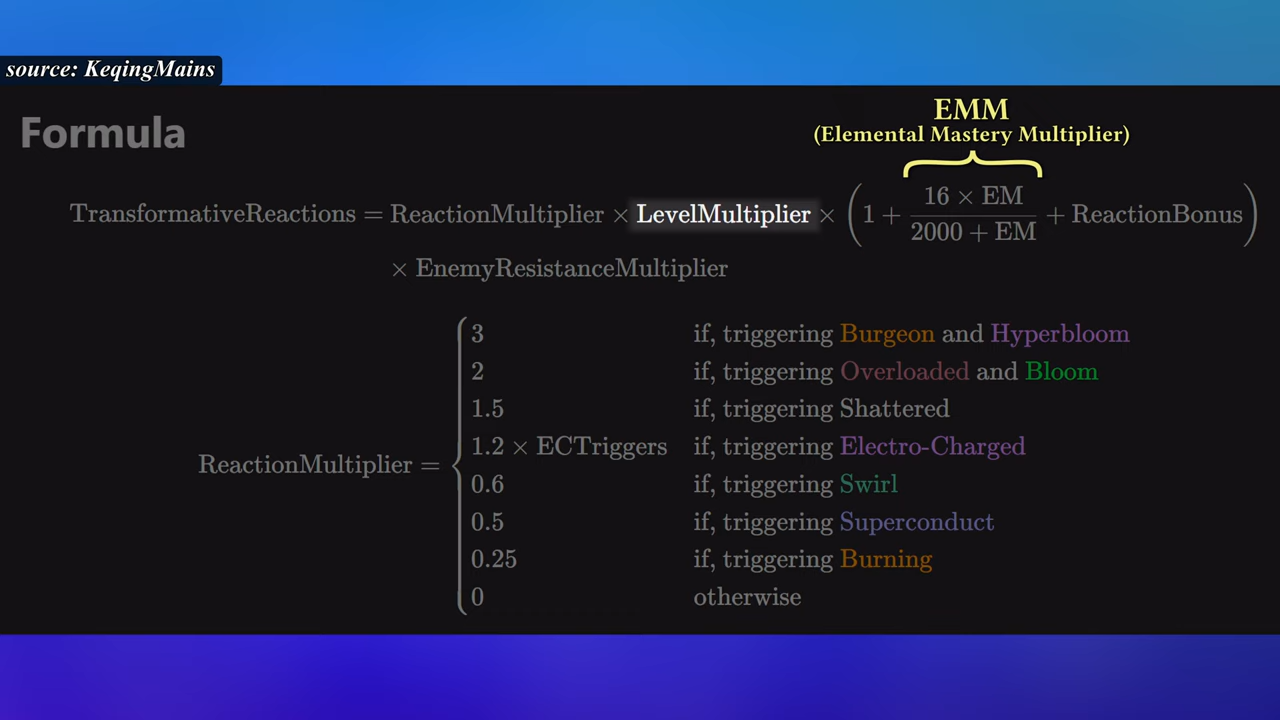 source: KeqingMains
Formula
EMM
(Elemental Mastery Multiplier)
TransformativeReactions = ReactionMultiplier × LevelMultiplier × (1 + 16 × EM / 2000 + EM + ReactionBonus)
× EnemyResistanceMultiplier
ReactionMultiplier =
3 if, triggering Burgeon and Hyperbloom
2 if, triggering Overloaded and Bloom
1.5 if, triggering Shattered
1.2 × ECTriggers if, triggering Electro-Charged
0.6 if, triggering Swirl
0.5 if, triggering Superconduct
0.25 if, triggering Burning
0 otherwise